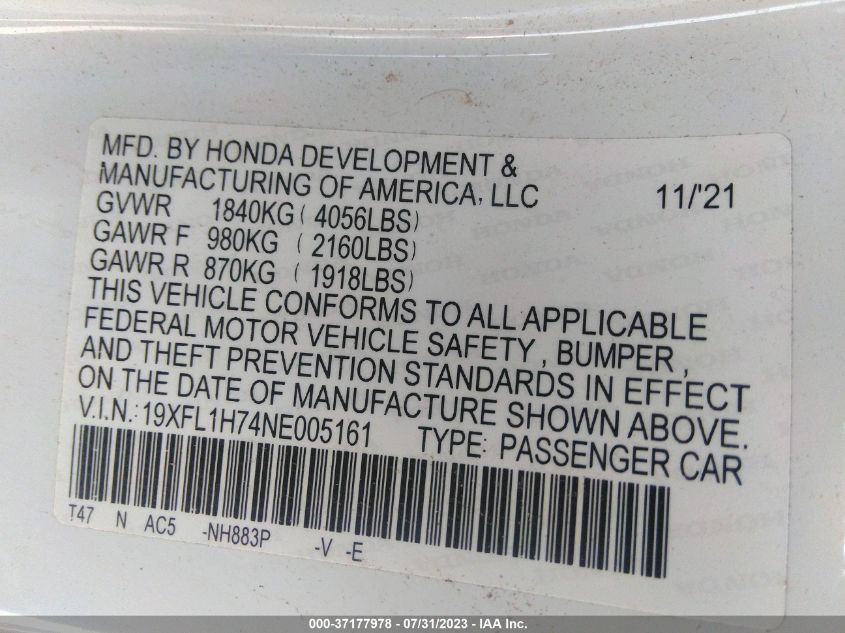 MFD. BY HONDA DEVELOPMENT &
MANUFACTURING OF AMERICA, LLC 11/'21
GVWR 1840KG ( 4056LBS)
GAWR F 980KG ( 2160LBS)
GAWR R 870KG ( 1918LBS)
THIS VEHICLE CONFORMS TO ALL APPLICABLE
FEDERAL MOTOR VEHICLE SAFETY , BUMPER ,
AND THEFT PREVENTION STANDARDS IN EFFECT
ON THE DATE OF MANUFACTURE SHOWN ABOVE.
V.I.N.: 19XFL1H74NE005161 TYPE: PASSENGER CAR
T47 N AC5 -NH883P -V -E
000-37177978 - 07/31/2023 - IAA Inc.